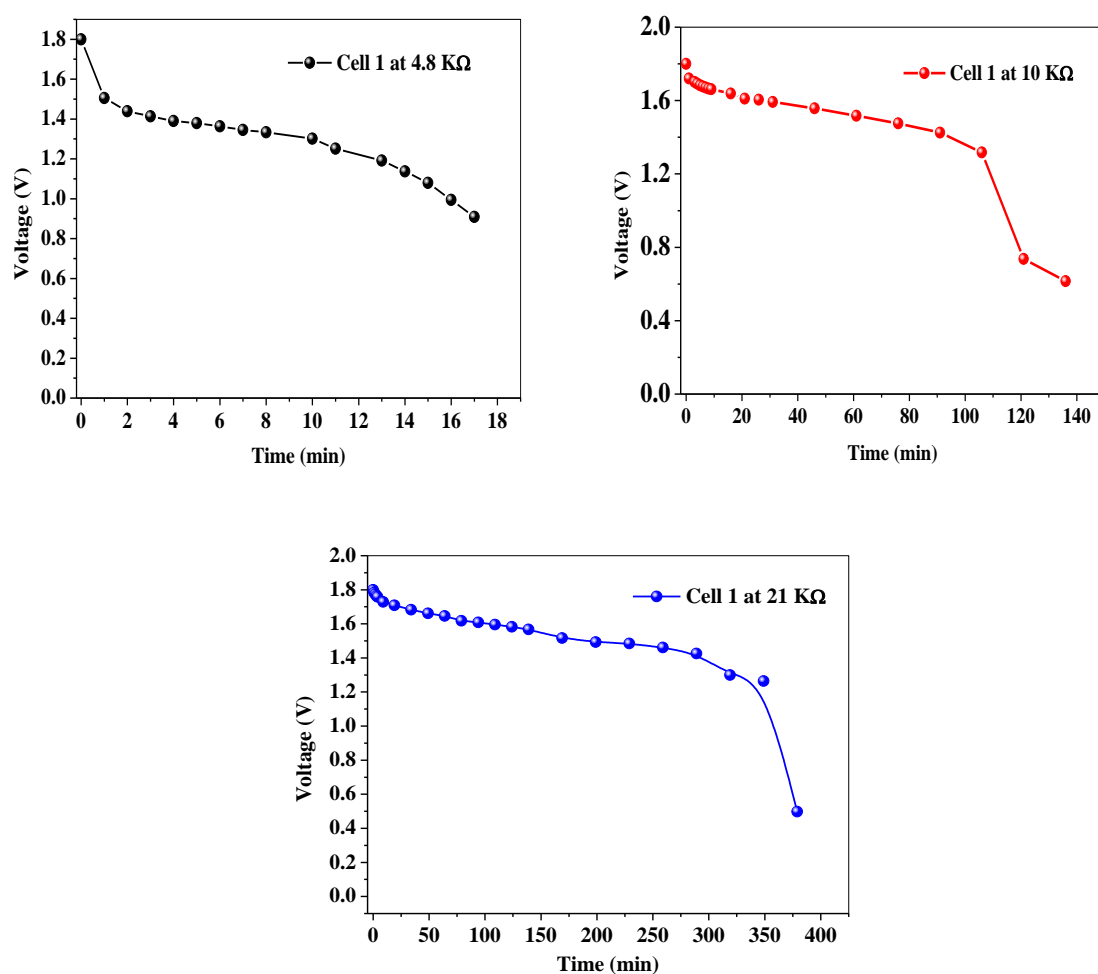 Cell 1 at 4.8 KΩ
Voltage (V)
1.8
1.6
1.4
1.2
1.0
0.8
0.6
0.4
0.2
0.0
0 2 4 6 8 10 12 14 16 18
Time (min)
Cell 1 at 10 KΩ
Voltage (V)
2.0
1.6
1.2
0.8
0.4
0.0
0 20 40 60 80 100 120 140
Time (min)
Cell 1 at 21 KΩ
Voltage (V)
2.0
1.8
1.6
1.4
1.2
1.0
0.8
0.6
0.4
0.2
0.0
0 50 100 150 200 250 300 350 400
Time (min)